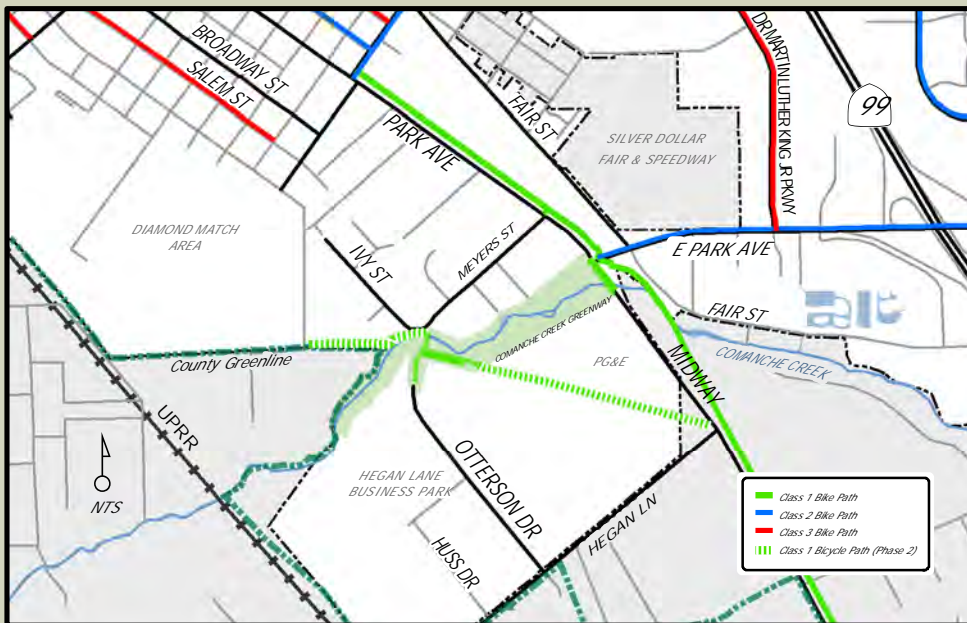 BROADWAY ST
SALEM ST
PARK AVE
FAIR ST
DR MARTIN LUTHER KING JR PKWY
99
SILVER DOLLAR
FAIR & SPEEDWAY
DIAMOND MATCH
AREA
IVY ST
MEYERS ST
E PARK AVE
FAIR ST
COMANCHE CREEK GREENWAY
PG&E
MIDWAY
COMANCHE CREEK
County Greenline
UPRR
NTS
HEGAN LANE
BUSINESS PARK
OTTERSON DR
HUSS DR
HEGAN LN
Class 1 Bike Path
Class 2 Bike Path
Class 3 Bike Path
Class 1 Bicycle Path (Phase 2)